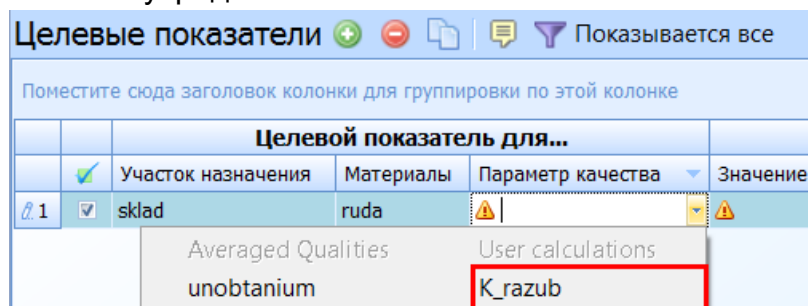 Целевые показатели Показывает все
Поместите сюда заголовок колонки для группировки по этой колонке
Целевой показатель для...
Участок назначения Материалы Параметр качества Значение
1 sklad ruda
Averaged Qualities User calculations
unobtanium K_razub